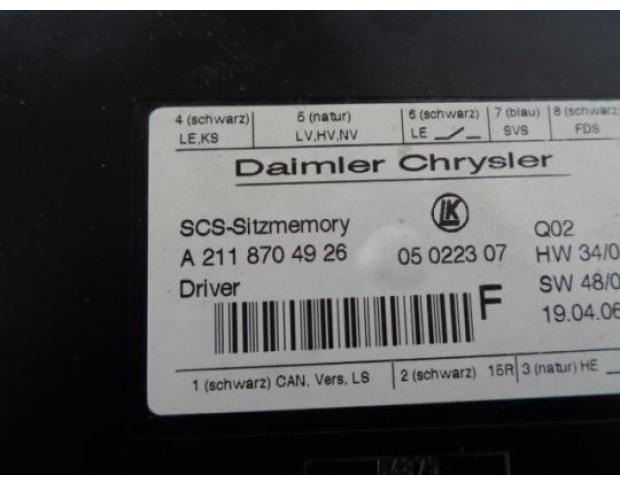 4 (schwarz) 5 (natur) 6 (schwarz) 7 (blau) 8 (schwarz
LE,KS LV,HV,NV LE SVS FDS
Daimler Chrysler
SCS-Sitzmemory LK Q02
A 211 870 49 26 05 0223 07 HW 34/0
Driver SW 48/0
F 19.04.06
1 (schwarz) CAN, Vers, LS 2 (schwarz) 15R 3 (natur) HE